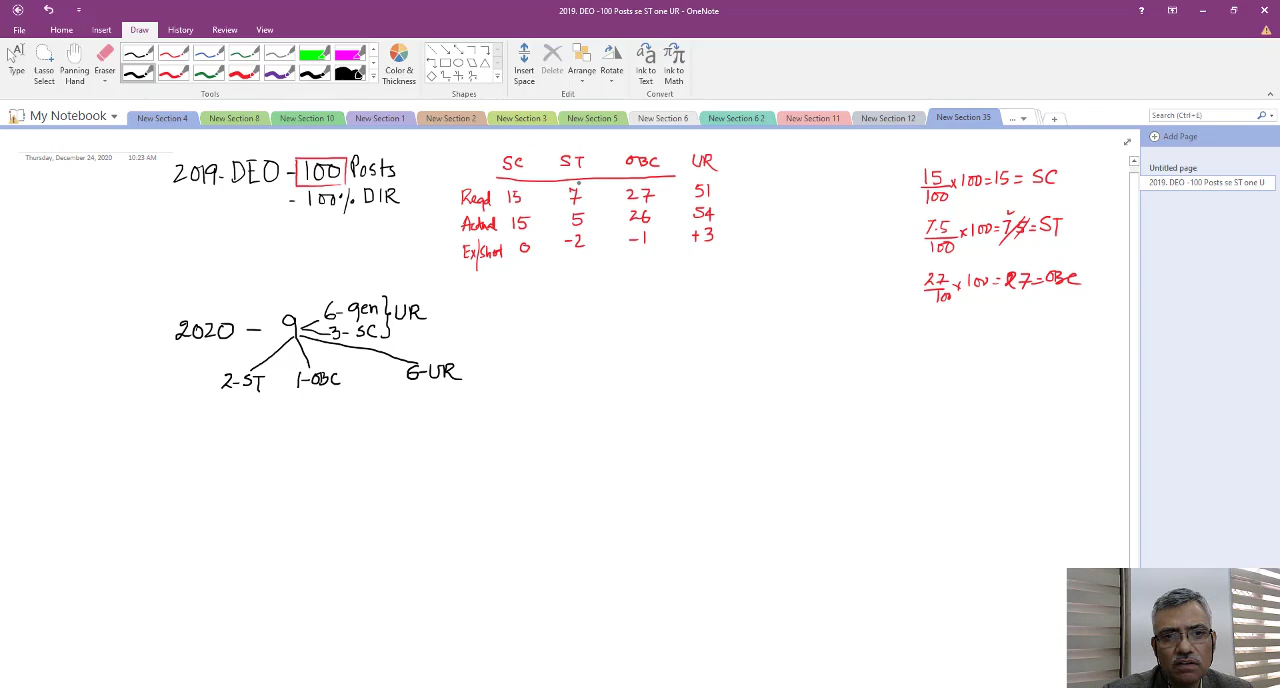 2019. DEO -100 Posts se ST one UR - OneNote
File Home Insert Draw History Review View
Type Lasso Select Panning Hand Eraser Color & Thickness Insert Space Delete Arrange Rotate Ink to Text Ink to Math
Tools Shapes Edit Convert
My Notebook New Section 4 New Section 8 New Section 10 New Section 1 New Section 2 New Section 3 New Section 5 New Section 6 New Section 6 2 New Section 11 New Section 12 New Section 35 ... Search (Ctrl+E)
Add Page
Untitled page
2019. DEO -100 Posts se ST one U
Thursday, December 24, 2020 10:23 AM
2019-DEO-100 Posts
-100% DIR
SC ST OBC UR
Reqd 15 7 27 51
Actual 15 5 26 54
Ex/Short 0 -2 -1 +3
15/100 x 100 = 15 = SC
7.5/100 x 100 = 7.5 = ST
27/100 x 100 = 27 = OBC
2020 - 9
6- gen
3- SC
UR
2-ST 1-OBC 6-UR